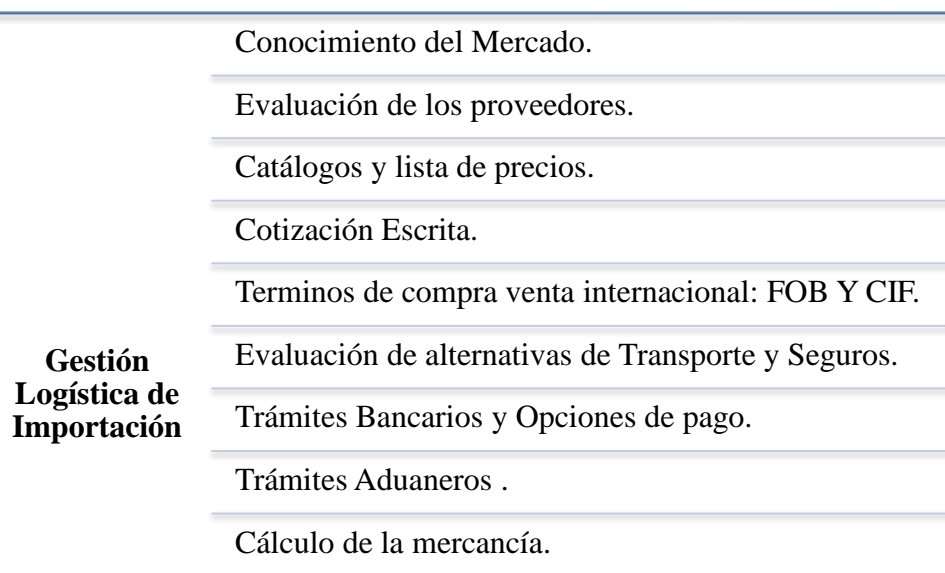 Conocimiento del Mercado.
Evaluación de los proveedores.
Catálogos y lista de precios.
Cotización Escrita.
Terminos de compra venta internacional: FOB Y CIF.
Evaluación de alternativas de Transporte y Seguros.
Gestión
Logística de
Importación
Trámites Bancarios y Opciones de pago.
Trámites Aduaneros .
Cálculo de la mercancía.